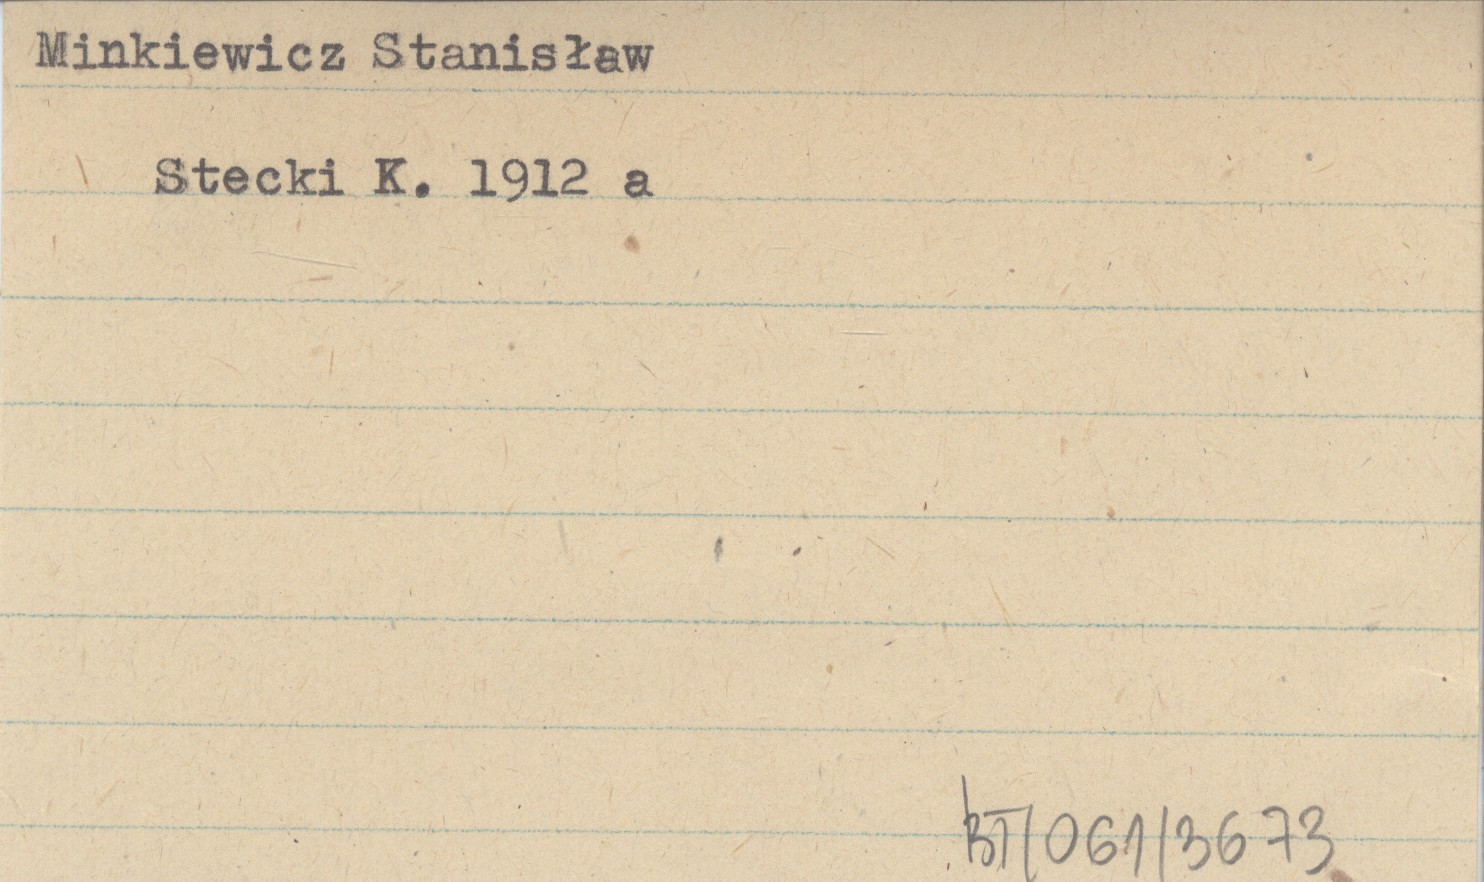 Minkiewicz Stanisław
Stecki K. 1912 a
BT/061/3673